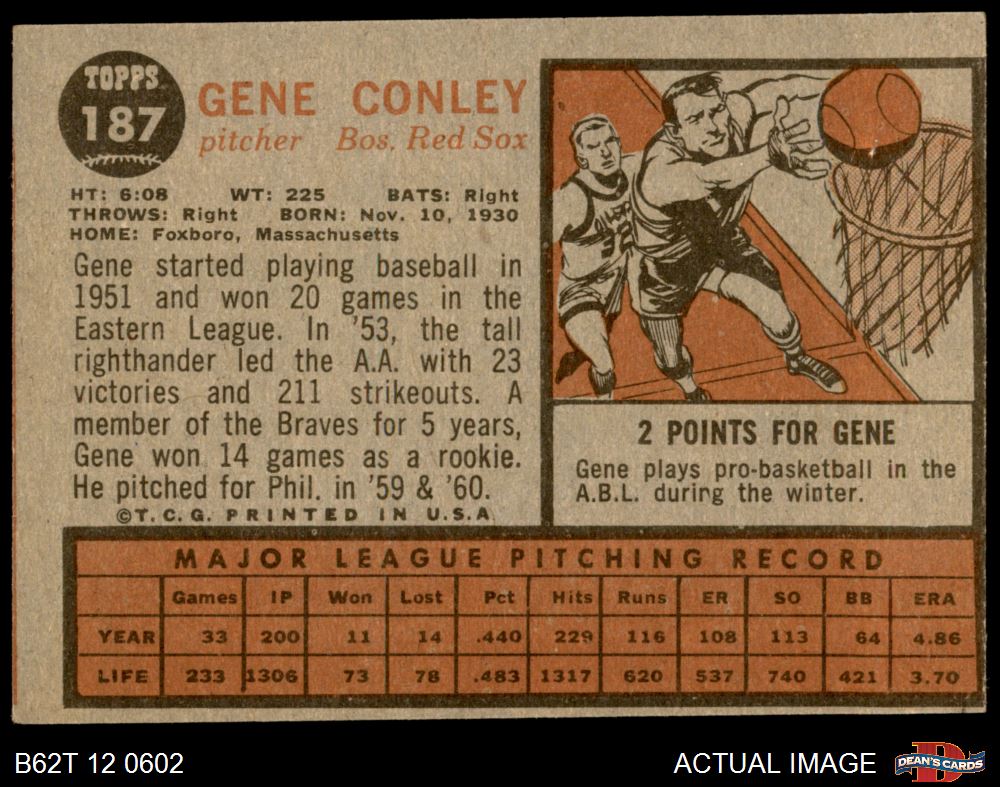 TOPPS
187
GENE CONLEY
pitcher Bos. Red Sox
HT: 6:08 WT: 225 BATS: Right
THROWS: Right BORN: Nov. 10, 1930
HOME: Foxboro, Massachusetts
Gene started playing baseball in
1951 and won 20 games in the
Eastern League. In '53, the tall
righthander led the A.A. with 23
victories and 211 strikeouts. A
member of the Braves for 5 years,
Gene won 14 games as a rookie.
He pitched for Phil. in '59 & '60.
©T.C.G. PRINTED IN U.S.A
2 POINTS FOR GENE
Gene plays pro-basketball in the
A.B.L. during the winter.
MAJOR LEAGUE PITCHING RECORD
Games IP Won Lost Pct Hits Runs ER SO BB ERA
YEAR 33 200 11 14 .440 229 116 108 113 64 4.86
LIFE 233 1306 73 78 .483 1317 620 537 740 421 3.70
B62T 12 0602 ACTUAL IMAGE DEAN'S CARDS